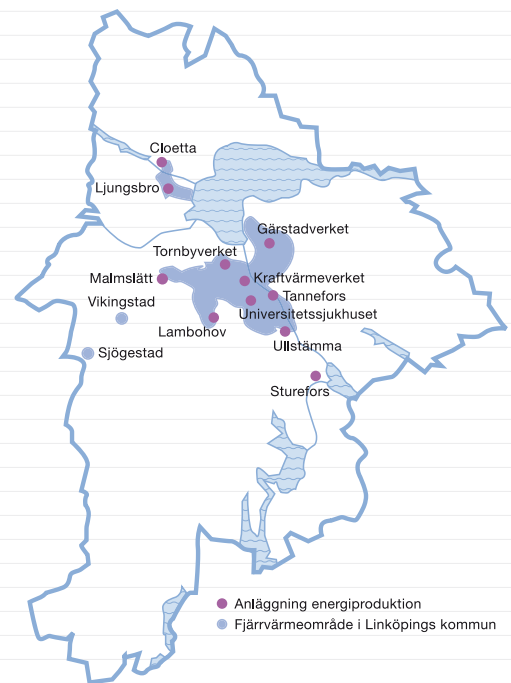 Cloetta
Ljungsbro
Gärstadverket
Tornbyverket
Malmslätt
Kraftvärmeverket
Vikingstad
Tannefors
Universitetssjukhuset
Lambohov
Ullstämma
Sjögestad
Sturefors
Anläggning energiproduktion
Fjärrvärmeområde i Linköpings kommun